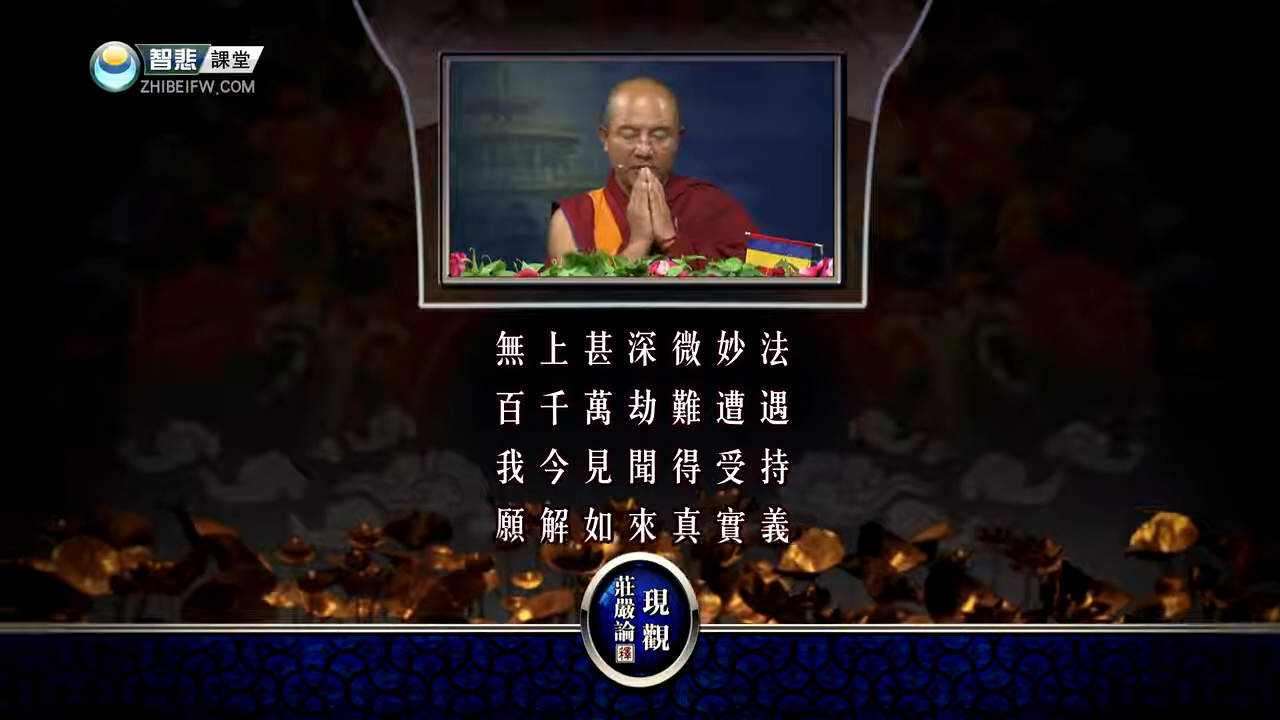 智悲課堂
ZHIBEIFW.COM
無上甚深微妙法
百千萬劫難遭遇
我今見聞得受持
願解如來真實義
現觀
莊嚴論釋